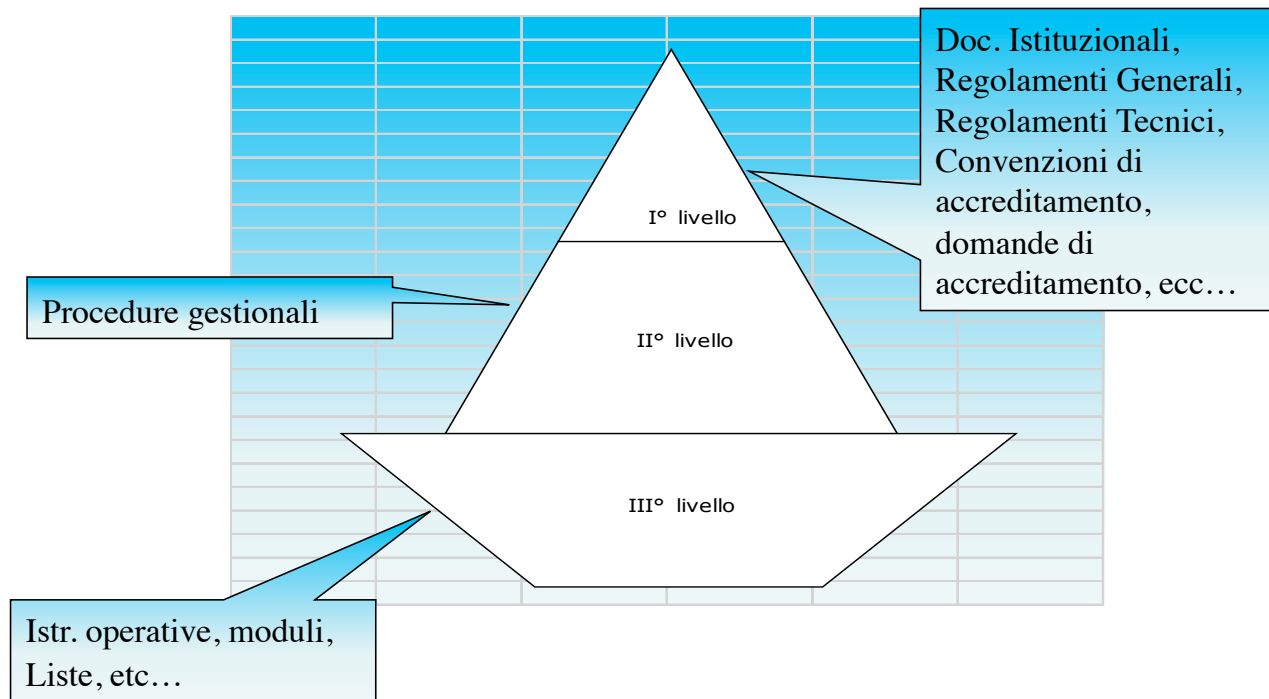 Doc. Istituzionali,
Regolamenti Generali,
Regolamenti Tecnici,
Convenzioni di
accreditamento,
domande di
accreditamento, ecc…
I° livello
Procedure gestionali
II° livello
III° livello
Istr. operative, moduli,
Liste, etc…